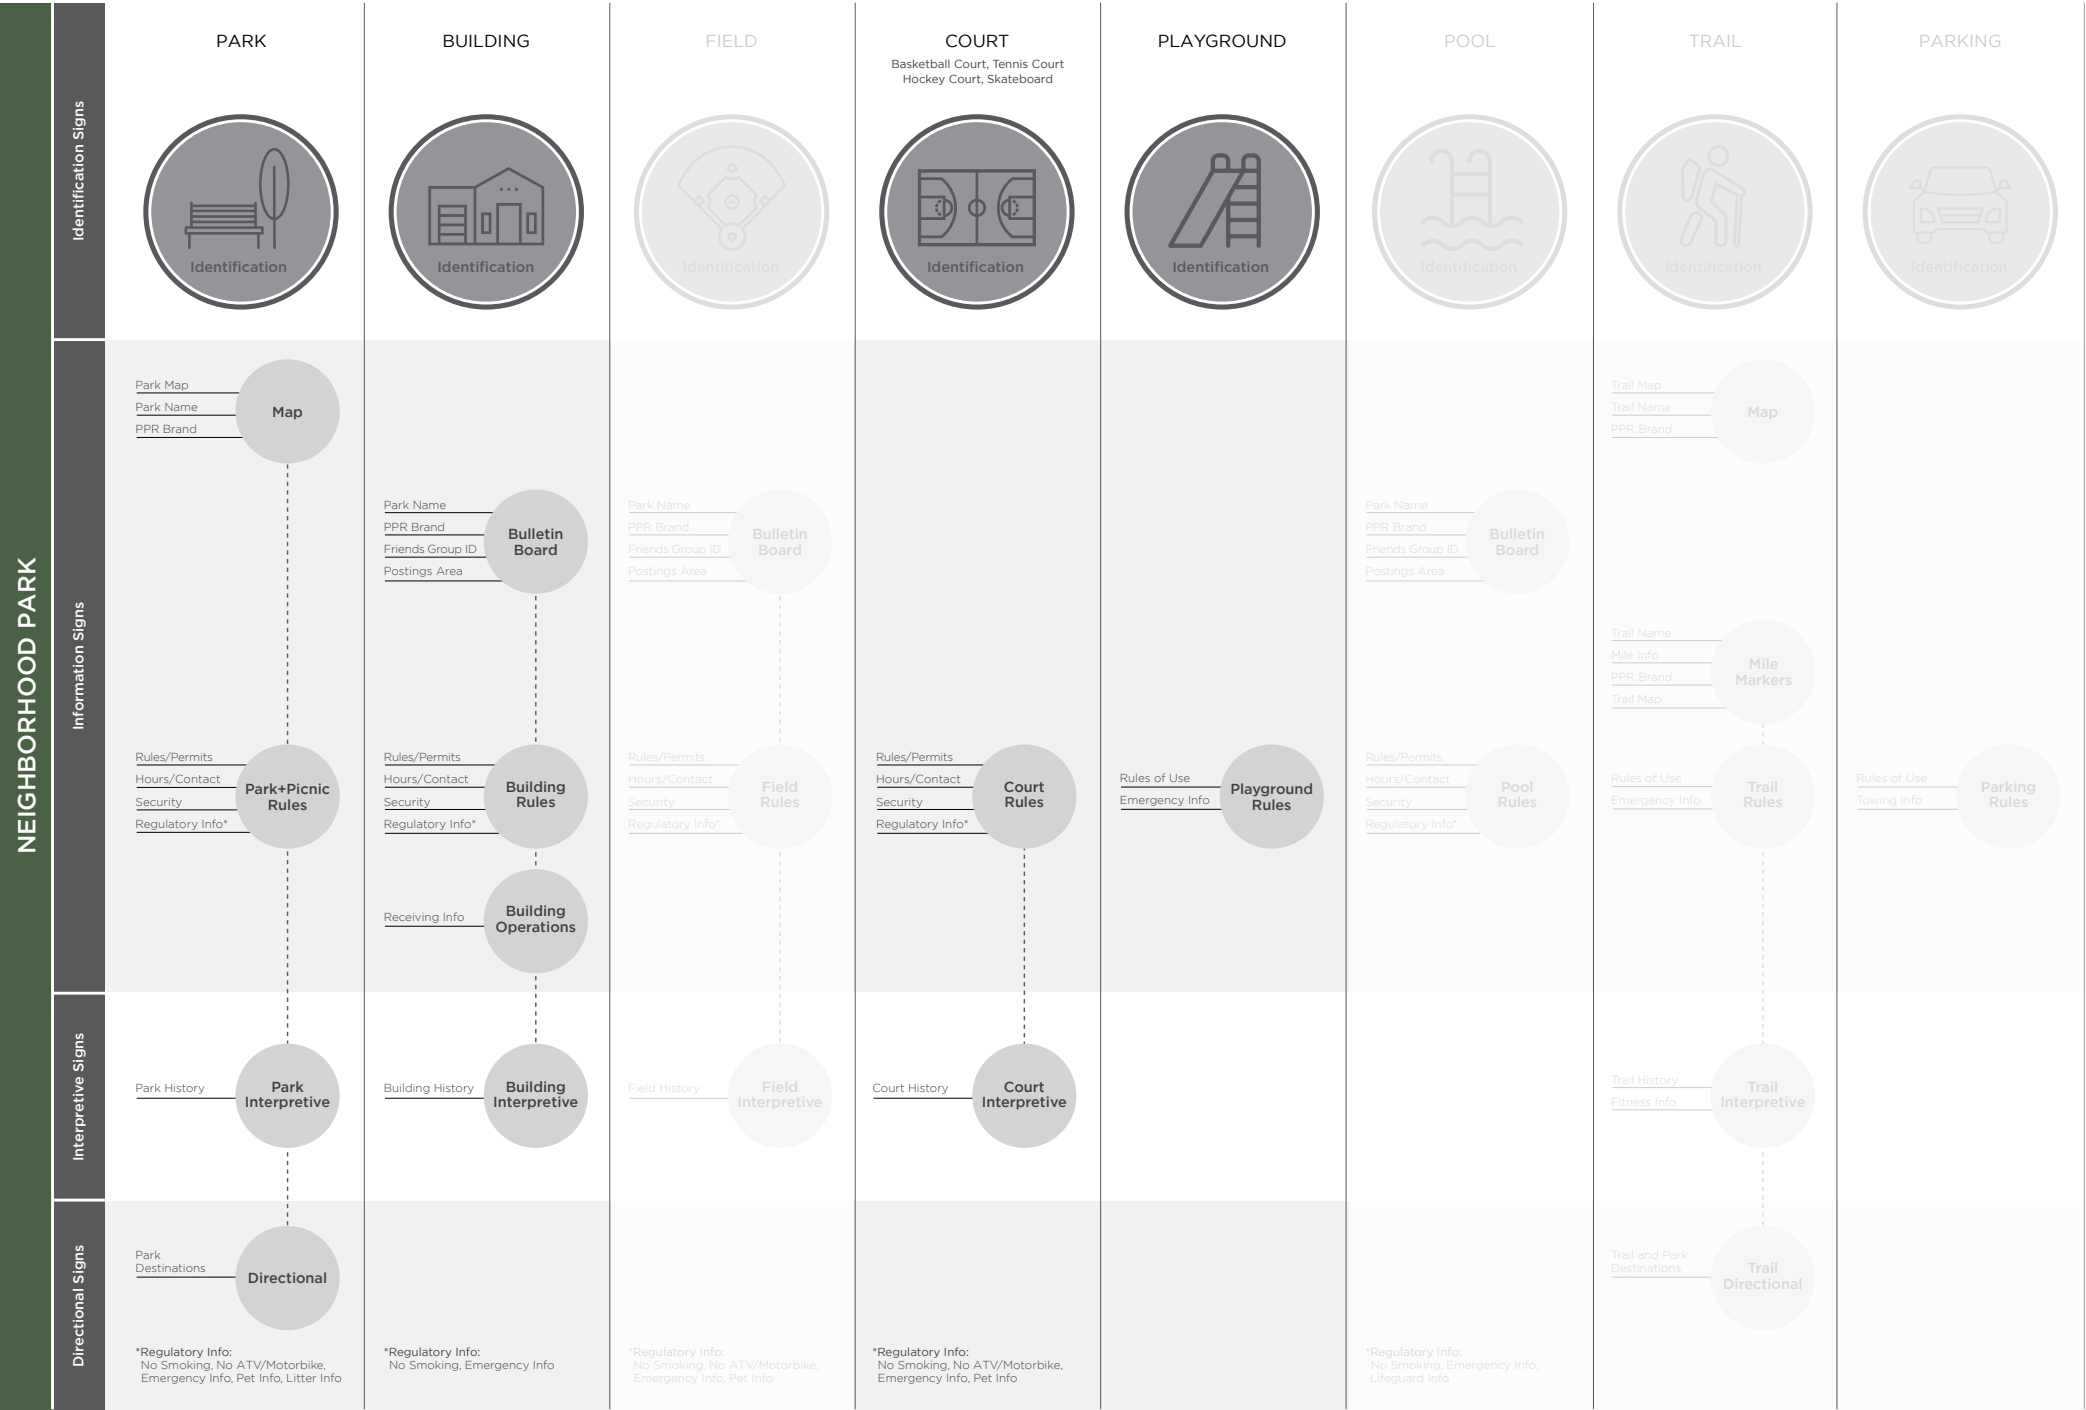 NEIGHBORHOOD PARK
Identification Signs
Information Signs
Interpretive Signs
Directional Signs
PARK
Identification
Park Map
Park Name
PPR Brand
Map
Rules/Permits
Hours/Contact
Security
Regulatory Info*
Park+Picnic
Rules
Park History
Park
Interpretive
Park
Destinations
Directional
*Regulatory Info:
No Smoking, No ATV/Motorbike,
Emergency Info, Pet Info, Litter Info
BUILDING
Identification
Park Name
PPR Brand
Friends Group ID
Postings Area
Bulletin
Board
Rules/Permits
Hours/Contact
Security
Regulatory Info*
Building
Rules
Receiving Info
Building
Operations
Building History
Building
Interpretive
*Regulatory Info:
No Smoking, Emergency Info
FIELD
Identification
Park Name
PPR Brand
Friends Group ID
Postings Area
Bulletin
Board
Rules/Permits
Hours/Contact
Security
Regulatory Info*
Field
Rules
Field History
Field
Interpretive
*Regulatory Info:
No Smoking, No ATV/Motorbike,
Emergency Info, Pet Info
COURT
Basketball Court, Tennis Court
Hockey Court, Skateboard
Identification
Rules/Permits
Hours/Contact
Security
Regulatory Info*
Court
Rules
Court History
Court
Interpretive
*Regulatory Info:
No Smoking, No ATV/Motorbike,
Emergency Info, Pet Info
PLAYGROUND
Identification
Rules of Use
Emergency Info
Playground
Rules
POOL
Identification
Park Name
PPR Brand
Friends Group ID
Postings Area
Bulletin
Board
Rules/Permits
Hours/Contact
Security
Regulatory Info*
Pool
Rules
*Regulatory Info:
No Smoking, Emergency Info,
Lifeguard Info
TRAIL
Identification
Trail Map
Trail Name
PPR Brand
Map
Trail Name
Mile Info
PPR Brand
Trail Map
Mile
Markers
Rules of Use
Emergency Info
Trail
Rules
Trail History
Fitness Info
Trail
Interpretive
Trail and Park
Destinations
Trail
Directional
PARKING
Identification
Rules of Use
Towing Info
Parking
Rules